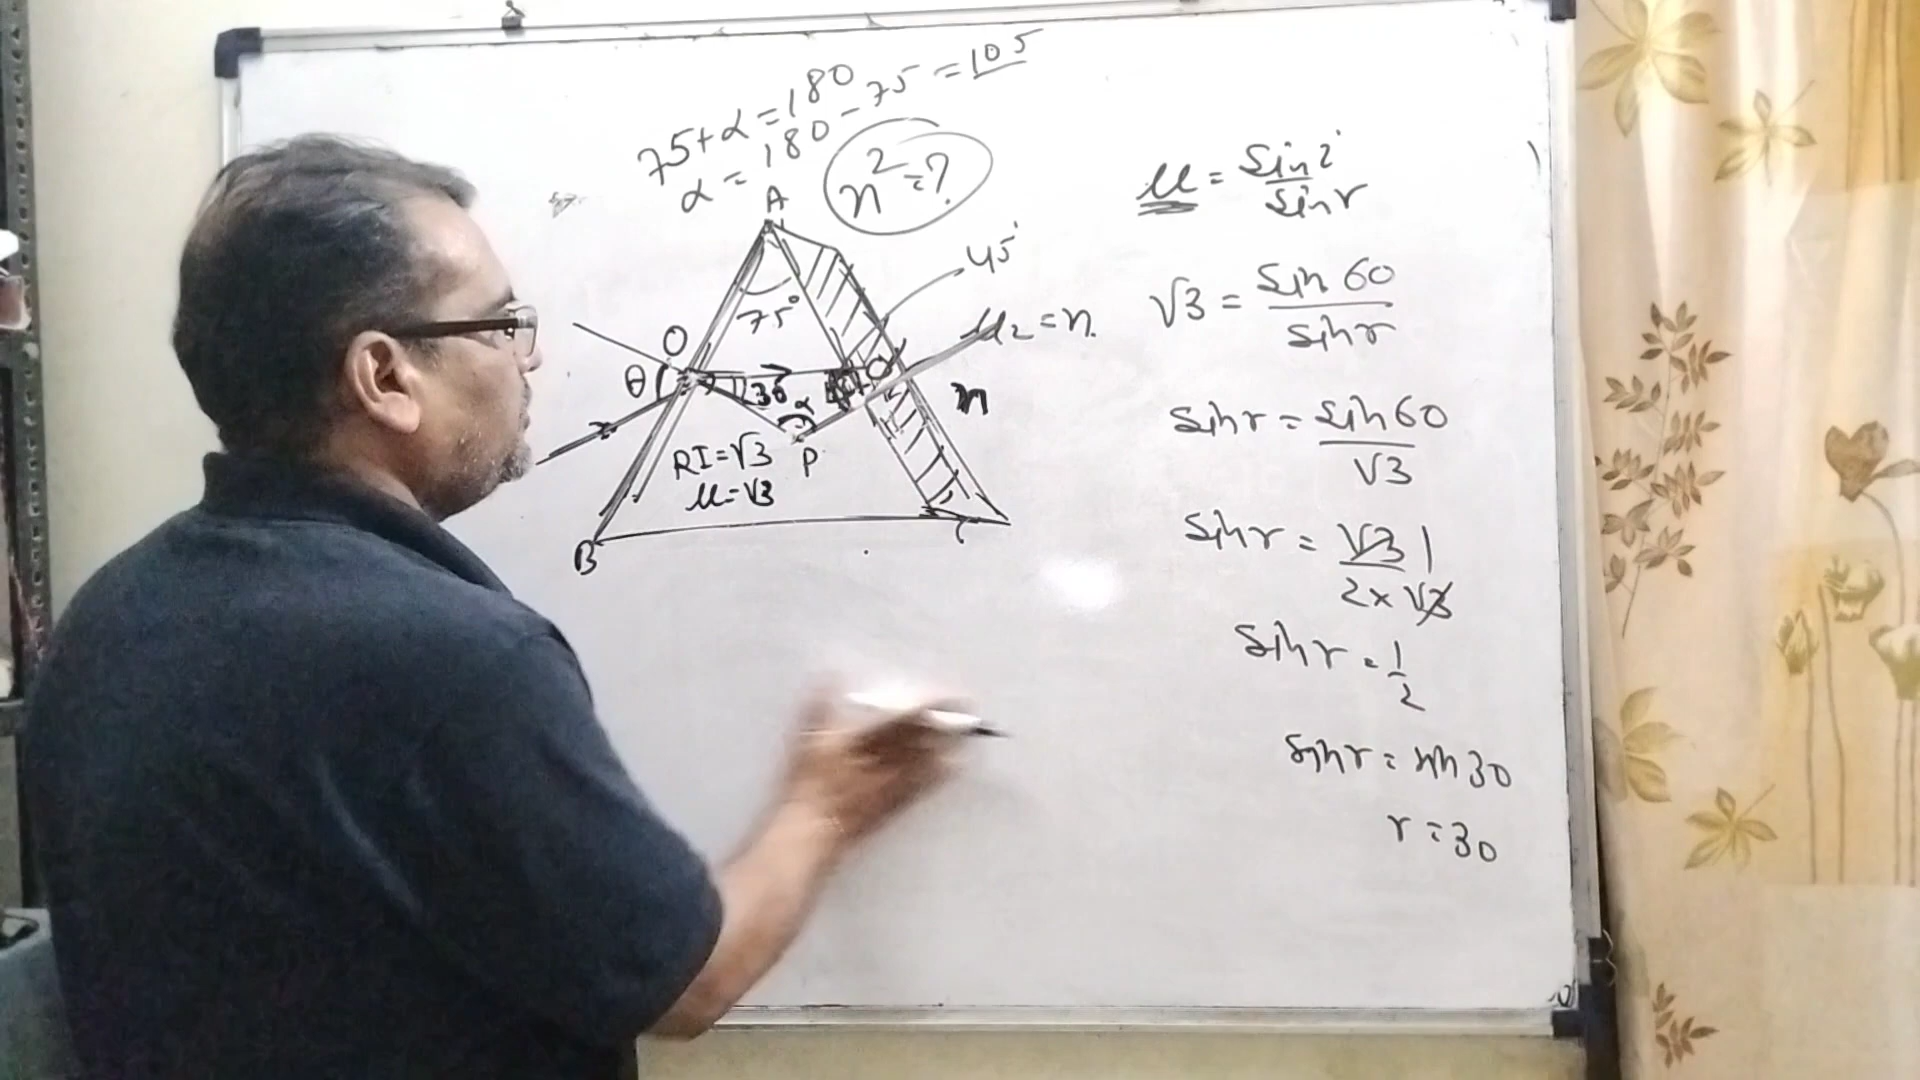 75+α=180
α=180-75=105
n²=?
A
75°
45°
μ₂=n.
O
θ
30
α
Q
n
RI=√3
μ=√3
P
B
C
μ = sin i / sin r
√3 = sin 60 / sin r
sin r = sin 60 / √3
sin r = √3 1 / 2×√3
sin r = 1/2
sin r = sin 30
r = 30